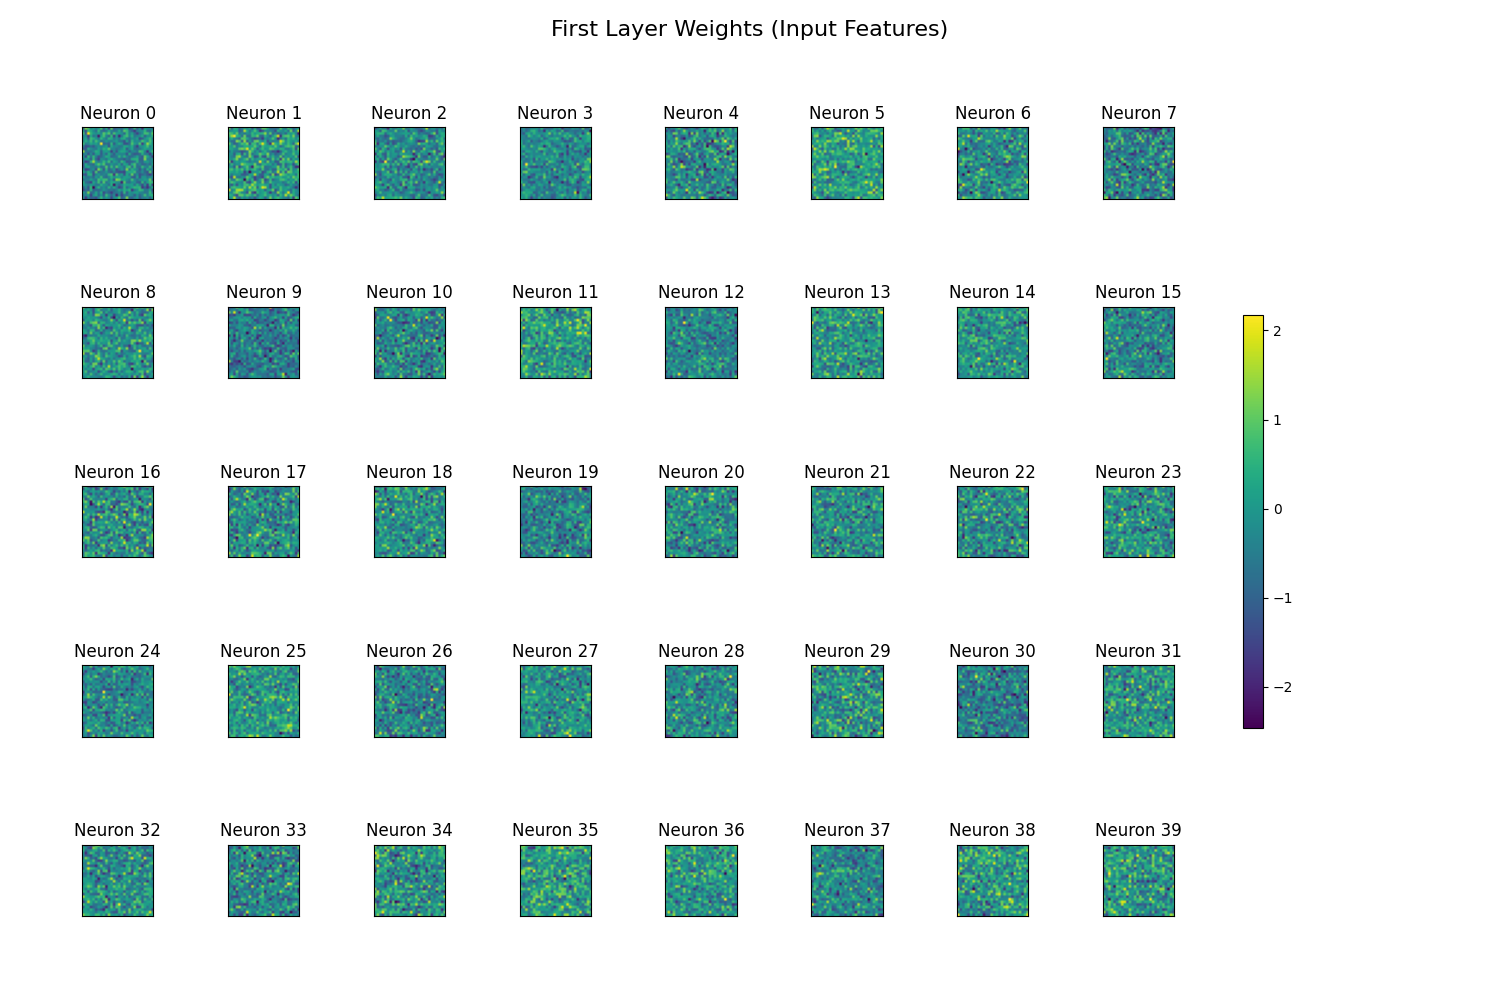 First Layer Weights (Input Features)
Neuron 0 Neuron 1 Neuron 2 Neuron 3 Neuron 4 Neuron 5 Neuron 6 Neuron 7
Neuron 8 Neuron 9 Neuron 10 Neuron 11 Neuron 12 Neuron 13 Neuron 14 Neuron 15
Neuron 16 Neuron 17 Neuron 18 Neuron 19 Neuron 20 Neuron 21 Neuron 22 Neuron 23
Neuron 24 Neuron 25 Neuron 26 Neuron 27 Neuron 28 Neuron 29 Neuron 30 Neuron 31
Neuron 32 Neuron 33 Neuron 34 Neuron 35 Neuron 36 Neuron 37 Neuron 38 Neuron 39
2
1
0
−1
−2